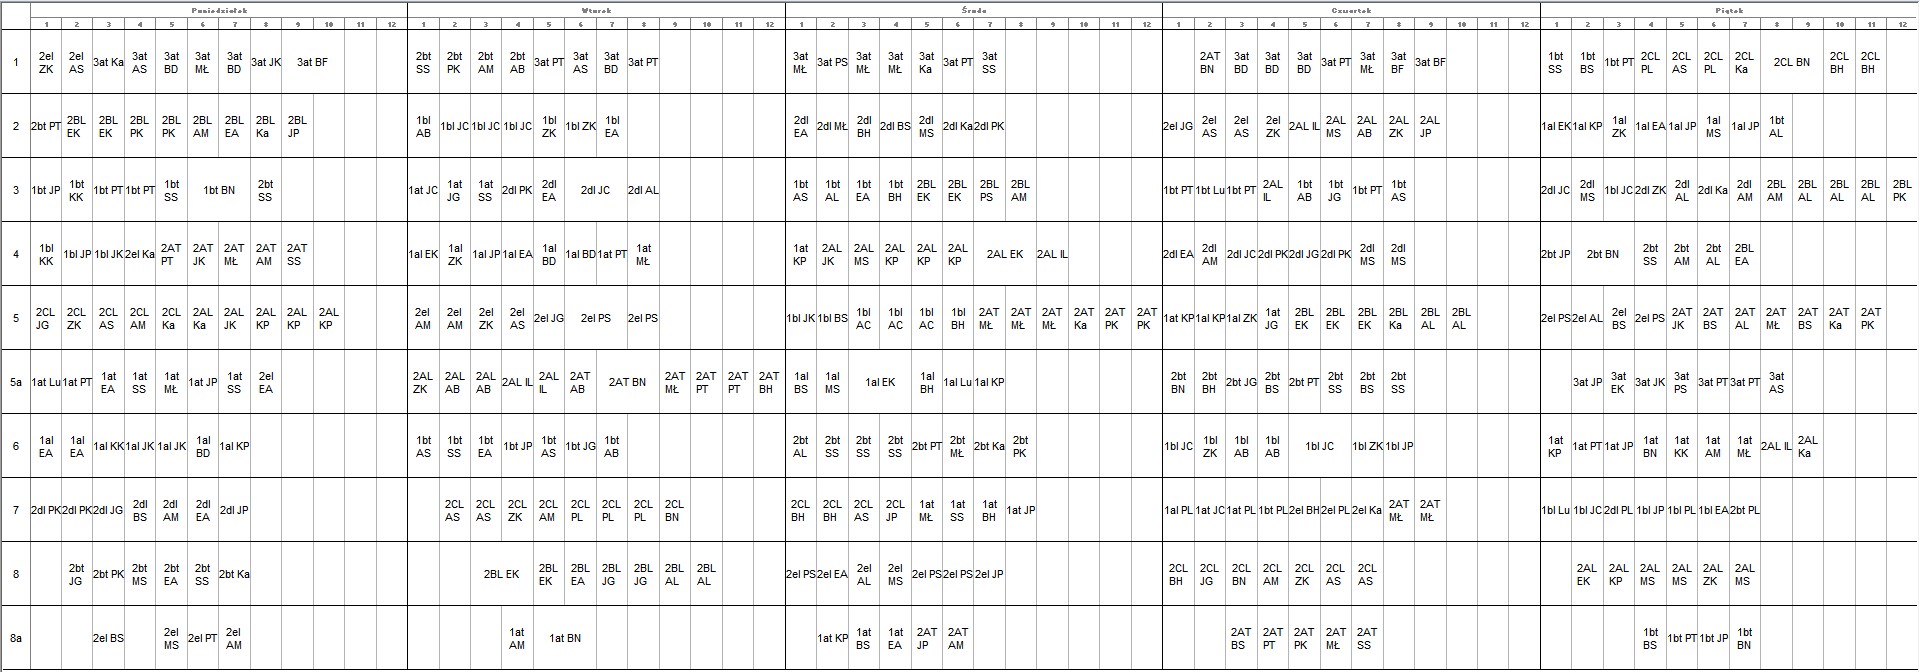 Poniedziałek Wtorek Środa Czwartek Piątek
1 2 3 4 5 6 7 8 9 10 11 12 1 2 3 4 5 6 7 8 9 10 11 12 1 2 3 4 5 6 7 8 9 10 11 12 1 2 3 4 5 6 7 8 9 10 11 12 1 2 3 4 5 6 7 8 9 10 11 12
1 2el ZK 2el AS 3at Ka 3at AS 3at BD 3at MŁ 3at BD 3at JK 3at BF 2bt SS 2bt PK 2bt AM 2bt AB 3at PT 3at AS 3at BD 3at PT 3at MŁ 3at PS 3at MŁ 3at MŁ 3at Ka 3at PT 3at SS 2AT BN 3at BD 3at BD 3at BD 3at PT 3at MŁ 3at BF 3at BF 1bt SS 1bt BS 1bt PT 2CL PL 2CL AS 2CL PL 2CL Ka 2CL BN 2CL BH 2CL BH
2 2bt PT 2BL EK 2BL EK 2BL PK 2BL PK 2BL AM 2BL EA 2BL Ka 2BL JP 1bl AB 1bl JC 1bl JC 1bl JC 1bl ZK 1bl ZK 1bl EA 2dl EA 2dl MŁ 2dl BH 2dl BS 2dl MS 2dl Ka 2dl PK 2el JG 2el AS 2el AS 2el ZK 2AL IL 2AL MS 2AL AB 2AL ZK 2AL JP 1al EK 1al KP 1al ZK 1al EA 1al JP 1al MS 1al JP 1bt AL
3 1bt JP 1bt KK 1bt PT 1bt PT 1bt SS 1bt BN 2bt SS 1at JC 1at JG 1at SS 2dl PK 2dl EA 2dl JC 2dl AL 1bt AS 1bt AL 1bt EA 1bt BH 2BL EK 2BL EK 2BL PS 2BL AM 1bt PT 1bt Lu 1bt PT 2AL IL 1bt AB 1bt JG 1bt PT 1bt AS 2dl JC 2dl MS 1bl JC 2dl ZK 2dl AL 2dl Ka 2dl AM 2BL AM 2BL AL 2BL AL 2BL AL 2BL PK
4 1bl KK 1bl JP 1bl JK 2el Ka 2AT PT 2AT JK 2AT MŁ 2AT AM 2AT SS 1al EK 1al ZK 1al JP 1al EA 1al BD 1al BD 1at PT 1at MŁ 1at KP 2AL JK 2AL MS 2AL KP 2AL KP 2AL KP 2AL EK 2AL IL 2dl EA 2dl AM 2dl JC 2dl PK 2dl JG 2dl PK 2dl MS 2dl MS 2bt JP 2bt BN 2bt SS 2bt AM 2bt AL 2BL EA
5 2CL JG 2CL ZK 2CL AS 2CL AM 2CL Ka 2AL Ka 2AL JK 2AL KP 2AL KP 2AL KP 2el AM 2el AM 2el ZK 2el AS 2el JG 2el PS 2el PS 1bl JK 1bl BS 1bl AC 1bl AC 1bl AC 1bl BH 2AT MŁ 2AT MŁ 2AT MŁ 2AT Ka 2AT PK 2AT PK 1at KP 1al KP 1al ZK 1at JG 2BL EK 2BL EK 2BL EK 2BL Ka 2BL AL 2BL AL 2el PS 2el AL 2el BS 2el PS 2AT JK 2AT BS 2AT AL 2AT MŁ 2AT BS 2AT Ka 2AT PK
5a 1at Lu 1at PT 1at EA 1at SS 1at MŁ 1at JP 1at SS 2el EA 2AL ZK 2AL AB 2AL AB 2AL IL 2AL IL 2AT AB 2AT BN 2AT MŁ 2AT PT 2AT PT 2AT BH 1al BS 1al MS 1al EK 1al BH 1al Lu 1al KP 2bt BN 2bt BH 2bt JG 2bt BS 2bt PT 2bt SS 2bt BS 2bt SS 3at JP 3at EK 3at JK 3at PS 3at PT 3at PT 3at AS
6 1al EA 1al EA 1al KK 1al JK 1al JK 1al BD 1al KP 1bt AS 1bt SS 1bt EA 1bt JP 1bt AS 1bt JG 1bt AB 2bt AL 2bt SS 2bt SS 2bt SS 2bt PT 2bt MŁ 2bt Ka 2bt PK 1bl JC 1bl ZK 1bl AB 1bl AB 1bl JC 1bl ZK 1bl JP 1at KP 1at PT 1at JP 1at BN 1at KK 1at AM 1at MŁ 2AL IL 2AL Ka
7 2dl PK 2dl PK 2dl JG 2dl BS 2dl AM 2dl EA 2dl JP 2CL AS 2CL AS 2CL ZK 2CL AM 2CL PL 2CL PL 2CL PL 2CL BN 2CL BH 2CL BH 2CL AS 2CL JP 1at MŁ 1at SS 1at BH 1at JP 1al PL 1at JC 1at PL 1bt PL 2el BH 2el PL 2el Ka 2AT MŁ 2AT MŁ 1bl Lu 1bl JC 2dl PL 1bl JP 1bl PL 1bl EA 2bt PL
8 2bt JG 2bt PK 2bt MS 2bt EA 2bt SS 2bt Ka 2BL EK 2BL EK 2BL EA 2BL JG 2BL JG 2BL AL 2BL AL 2el PS 2el EA 2el AL 2el MS 2el PS 2el PS 2el JP 2CL BH 2CL JG 2CL BN 2CL AM 2CL ZK 2CL AS 2CL AS 2AL EK 2AL KP 2AL MS 2AL MS 2AL ZK 2AL MS
8a 2el BS 2el MS 2el PT 2el AM 1at AM 1at BN 1at KP 1at BS 1at EA 2AT JP 2AT AM 2AT BS 2AT PT 2AT PK 2AT MŁ 2AT SS 1bt BS 1bt PT 1bt JP 1bt BN